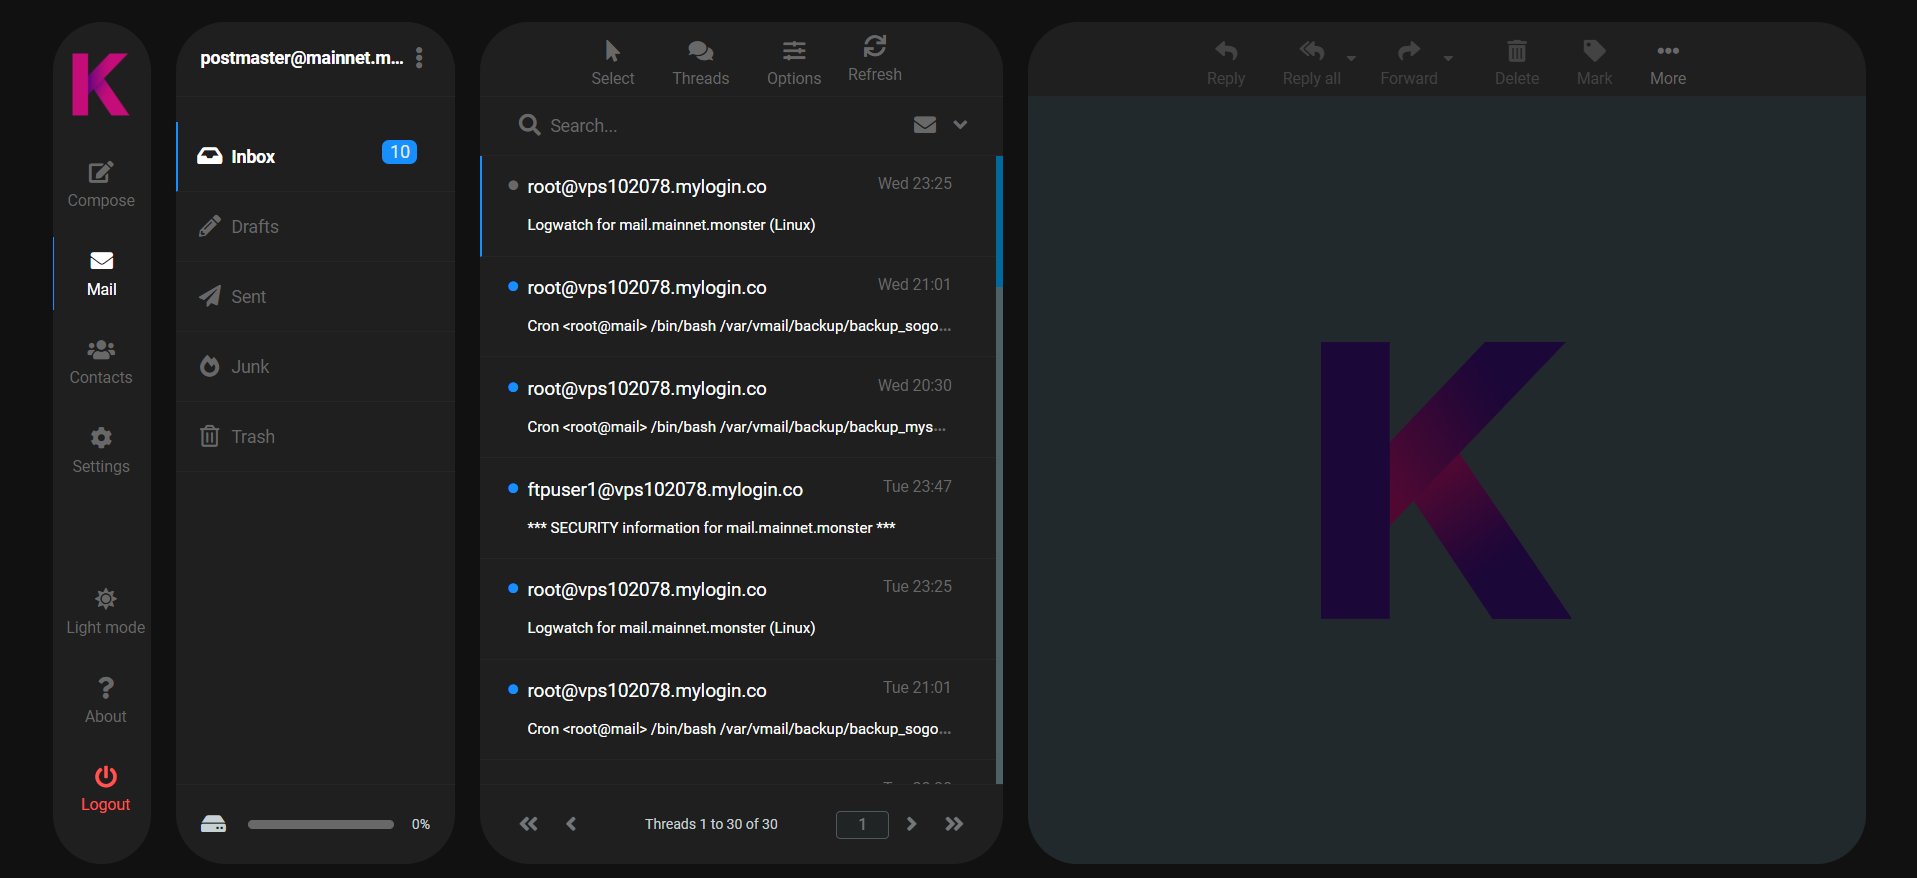 K
Compose
Mail
Contacts
Settings
Light mode
About
Logout
postmaster@mainnet.m...
Inbox 10
Drafts
Sent
Junk
Trash
0%
Select Threads Options Refresh
Search...
root@vps102078.mylogin.co Wed 23:25
Logwatch for mail.mainnet.monster (Linux)
root@vps102078.mylogin.co Wed 21:01
Cron <root@mail> /bin/bash /var/vmail/backup/backup_sogo...
root@vps102078.mylogin.co Wed 20:30
Cron <root@mail> /bin/bash /var/vmail/backup/backup_mys...
ftpuser1@vps102078.mylogin.co Tue 23:47
*** SECURITY information for mail.mainnet.monster ***
root@vps102078.mylogin.co Tue 23:25
Logwatch for mail.mainnet.monster (Linux)
root@vps102078.mylogin.co Tue 21:01
Cron <root@mail> /bin/bash /var/vmail/backup/backup_sogo...
Threads 1 to 30 of 30 1
Reply Reply all Forward Delete Mark More
K